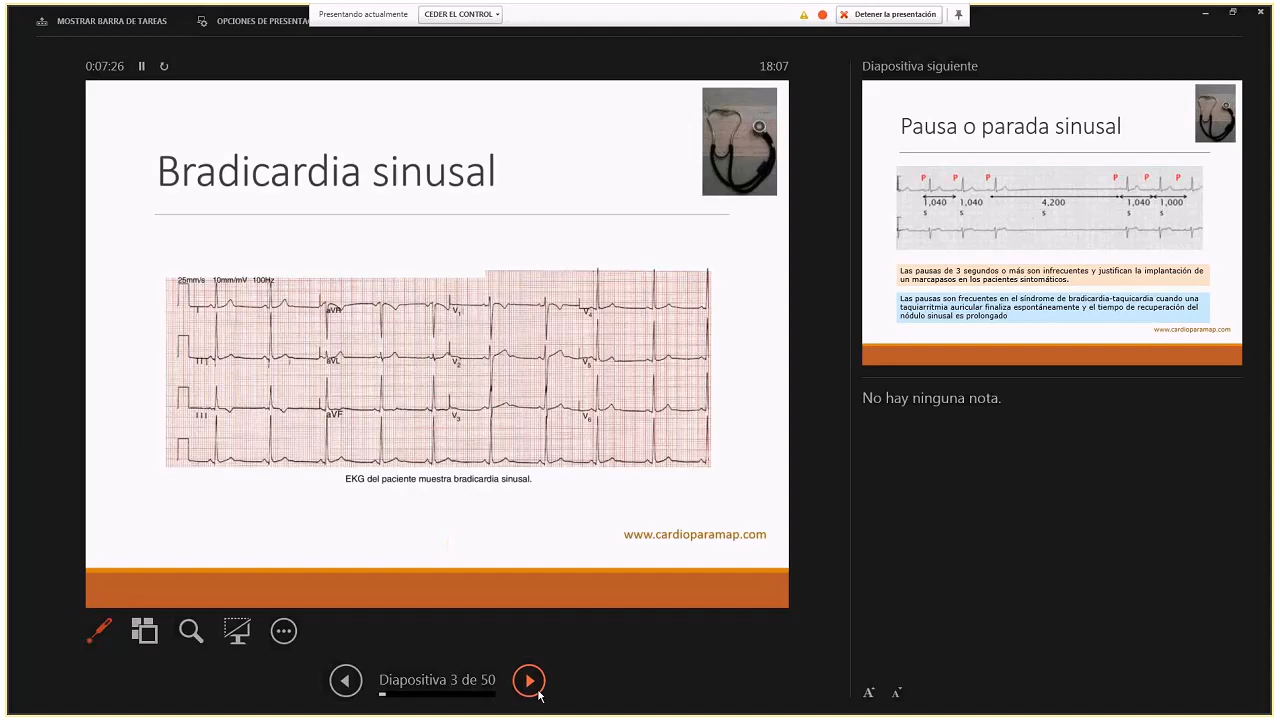 MOSTRAR BARRA DE TAREAS
OPCIONES DE PRESENTA
Presentando actualmente
CEDER EL CONTROL
Detener la presentación
0:07:26
18:07
Bradicardia sinusal
25mm/s 10mm/mV 100Hz
I
aVR
V1
V4
I I
aVL
V2
V5
I I I
aVF
V3
V6
EKG del paciente muestra bradicardia sinusal.
www.cardioparamap.com
Diapositiva 3 de 50
Diapositiva siguiente
Pausa o parada sinusal
P P P P P P
1,040 1,040 4,200 1,040 1,000
s s s s s
Las pausas de 3 segundos o más son infrecuentes y justifican la implantación de
un marcapasos en los pacientes sintomáticos.
Las pausas son frecuentes en el síndrome de bradicardia-taquicardia cuando una
taquiarritmia auricular finaliza espontáneamente y el tiempo de recuperación del
nódulo sinusal es prolongado
www.cardioparamap.com
No hay ninguna nota.
A A